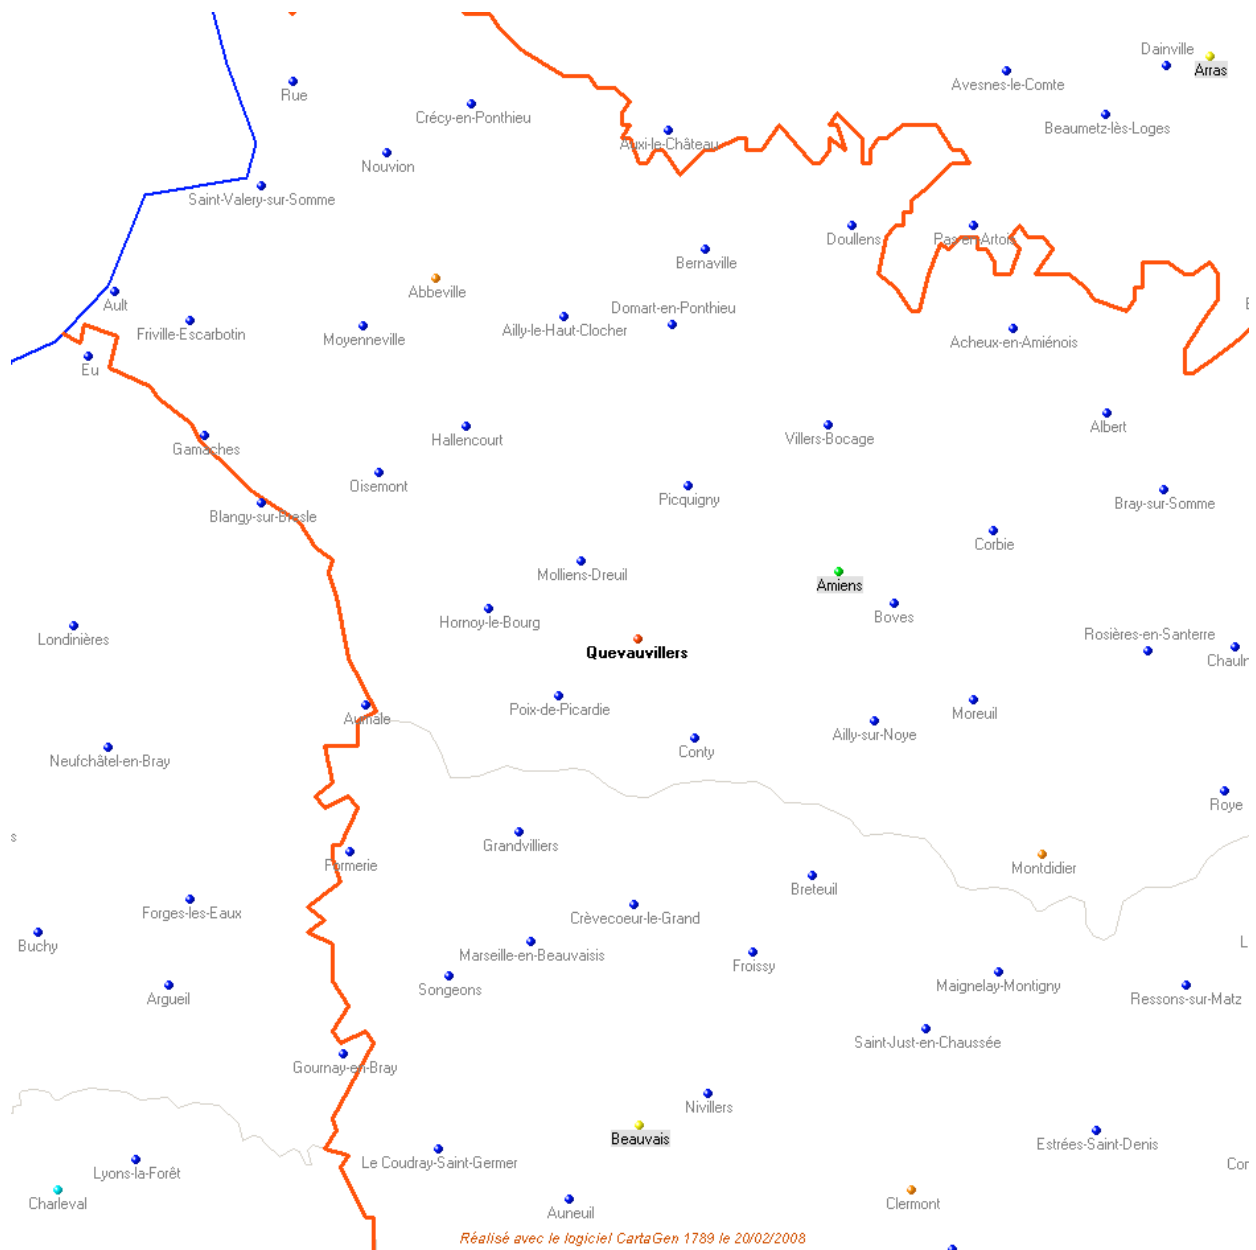 Dainville
Arras
Avesnes-le-Comte
Rue
Crécy-en-Ponthieu
Beaumetz-lès-Loges
Auxi-le-Château
Nouvion
Saint-Valery-sur-Somme
Doullens
Pas-en-Artois
Bernaville
Abbeville
Ault
Domart-en-Ponthieu
Friville-Escarbotin
Moyenneville
Ailly-le-Haut-Clocher
Acheux-en-Amiénois
Eu
Albert
Hallencourt
Villers-Bocage
Gamaches
Oisemont
Picquigny
Bray-sur-Somme
Blangy-sur-Bresle
Corbie
Molliens-Dreuil
Amiens
Hornoy-le-Bourg
Boves
Londinières
Rosières-en-Santerre
Quevauvillers
Chauln
Poix-de-Picardie
Moreuil
Aumale
Ailly-sur-Noye
Neufchâtel-en-Bray
Conty
Roye
s
Grandvilliers
Formerie
Montdidier
Breteuil
Forges-les-Eaux
Crèvecoeur-le-Grand
Buchy
L
Marseille-en-Beauvaisis
Froissy
Songeons
Maignelay-Montigny
Argueil
Ressons-sur-Matz
Saint-Just-en-Chaussée
Gournay-en-Bray
Nivillers
Beauvais
Estrées-Saint-Denis
Le Coudray-Saint-Germer
Cor
Lyons-la-Forêt
Charleval
Clermont
Auneuil
Réalisé avec le logiciel CartaGen 1789 le 20/02/2008